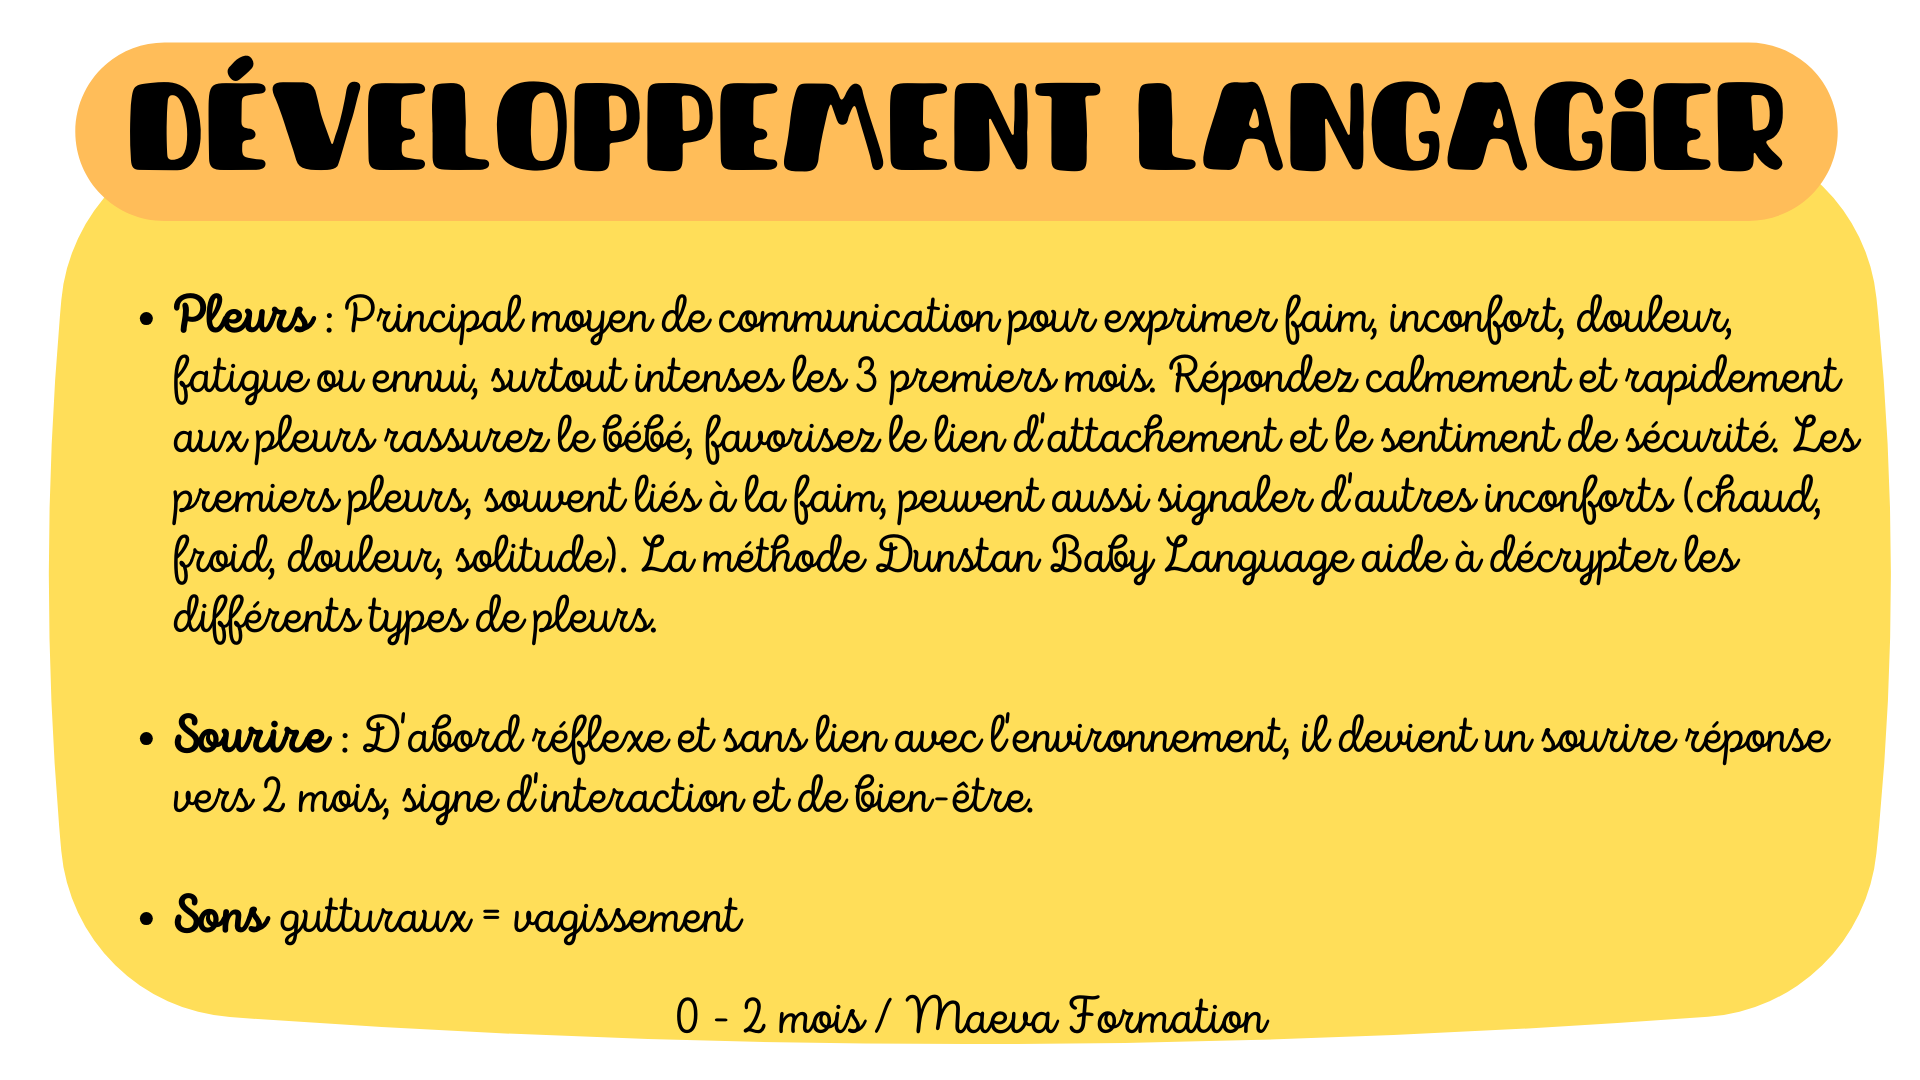 DÉVELOPPEMENT LANGAGiER
• Pleurs : Principal moyen de communication pour exprimer faim, inconfort, douleur,
fatigue ou ennui, surtout intenses les 3 premiers mois. Répondez calmement et rapidement
aux pleurs rassurez le bébé, favorisez le lien d'attachement et le sentiment de sécurité. Les
premiers pleurs, souvent liés à la faim, peuvent aussi signaler d'autres inconforts (chaud,
froid, douleur, solitude). La méthode Dunstan Baby Language aide à décrypter les
différents types de pleurs.
• Sourire : D'abord réflexe et sans lien avec l'environnement, il devient un sourire réponse
vers 2 mois, signe d'interaction et de bien-être.
• Sons gutturaux = vagissement
0 - 2 mois / Maeva Formation